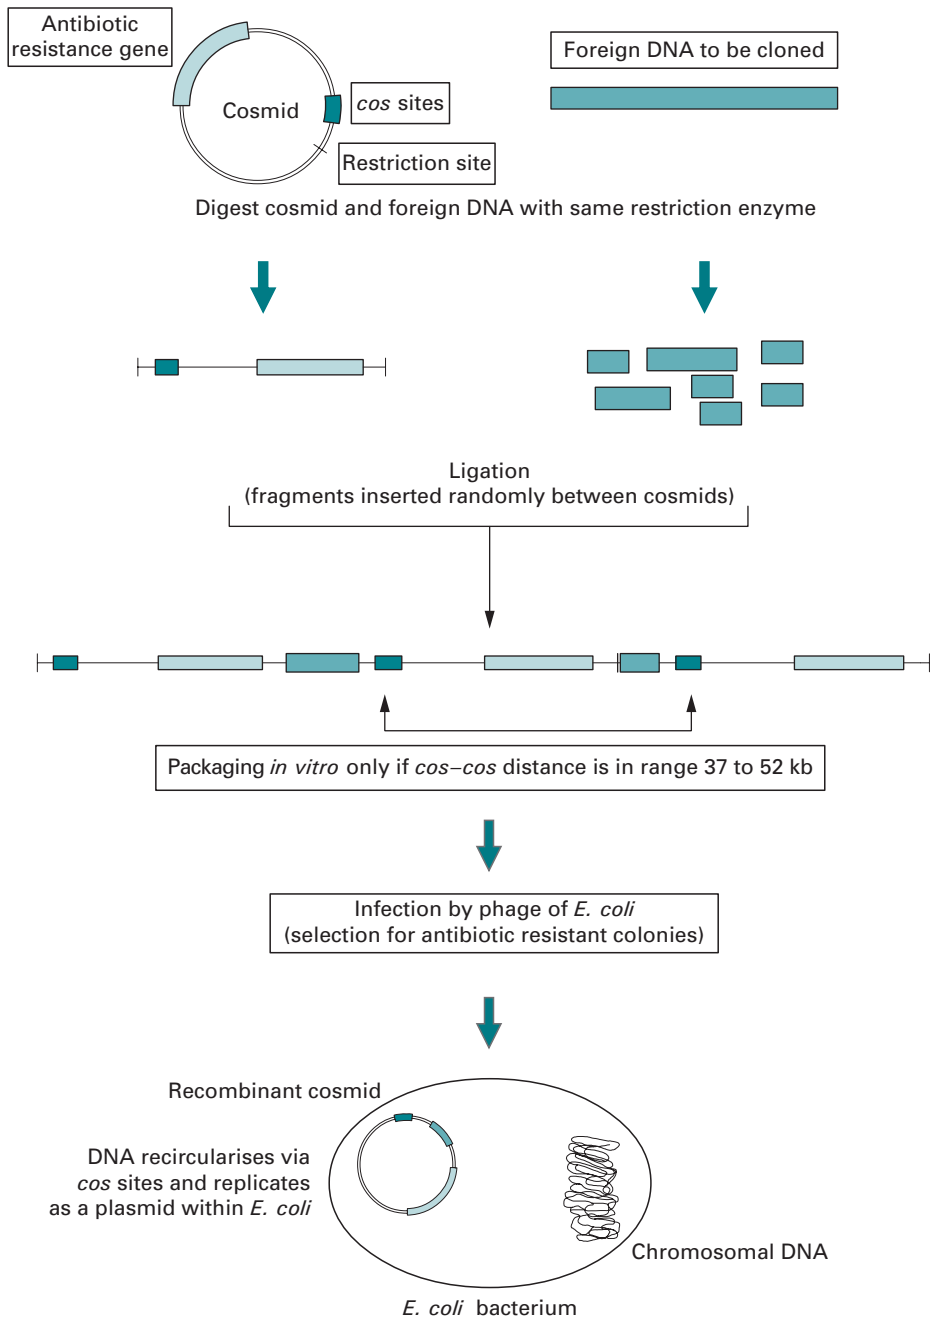 Antibiotic
resistance gene
Foreign DNA to be cloned
Cosmid
cos sites
Restriction site
Digest cosmid and foreign DNA with same restriction enzyme
Ligation
(fragments inserted randomly between cosmids)
Packaging in vitro only if cos–cos distance is in range 37 to 52 kb
Infection by phage of E. coli
(selection for antibiotic resistant colonies)
Recombinant cosmid
DNA recircularises via
cos sites and replicates
as a plasmid within E. coli
Chromosomal DNA
E. coli bacterium